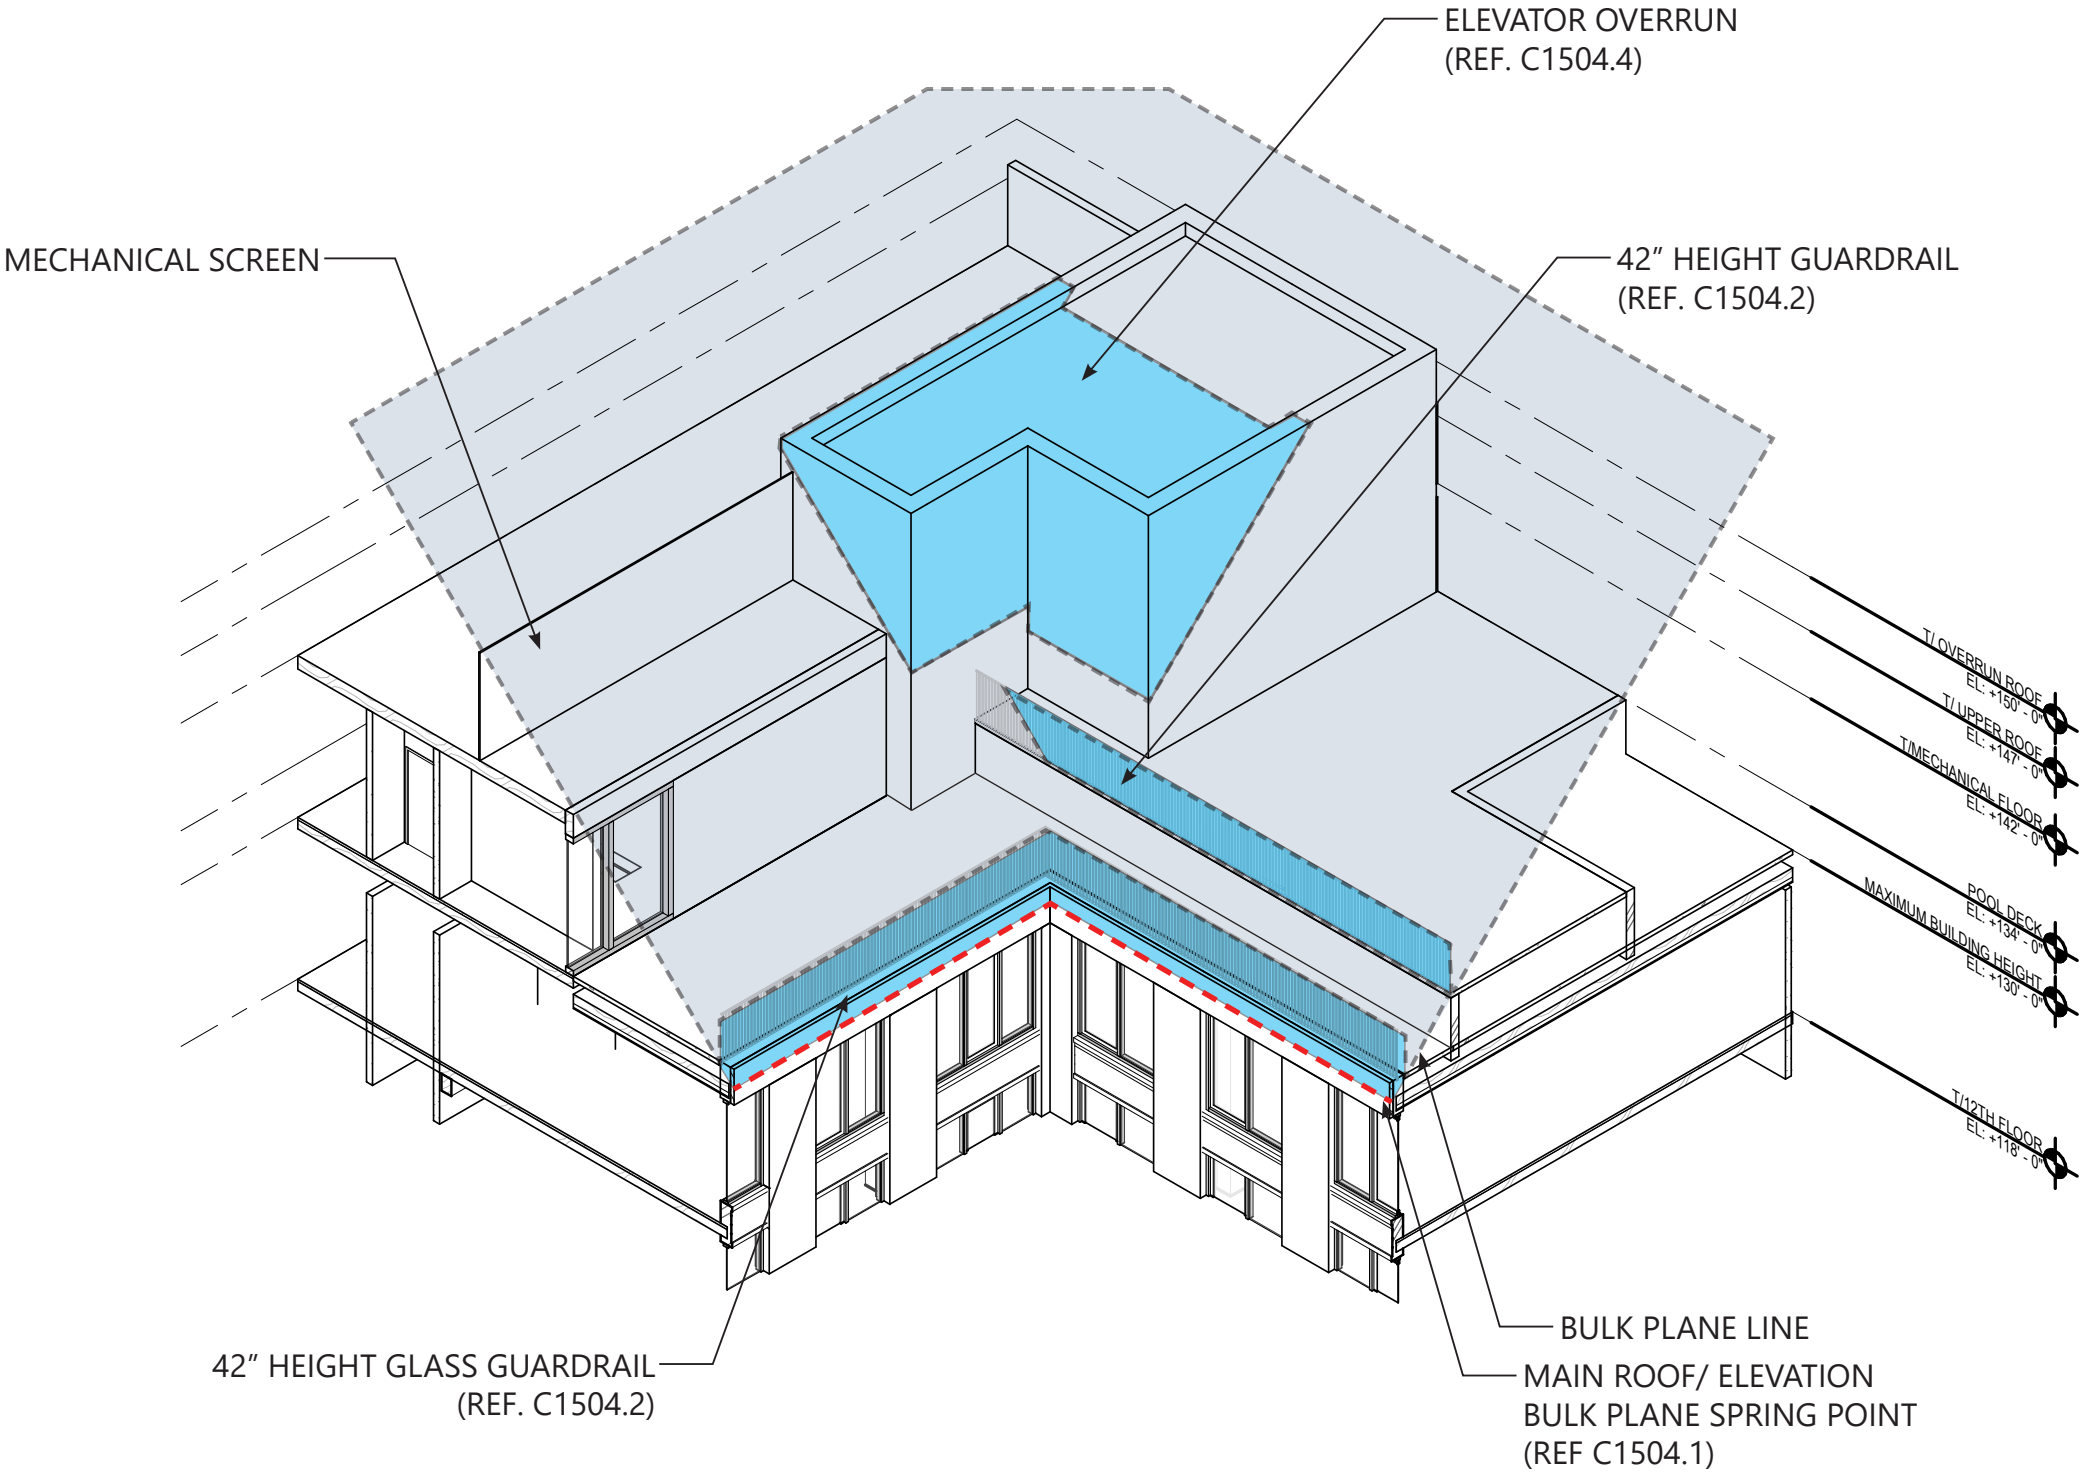 ELEVATOR OVERRUN
(REF. C1504.4)
MECHANICAL SCREEN
42” HEIGHT GUARDRAIL
(REF. C1504.2)
T/ OVERRUN ROOF
EL: +150' - 0"
T/ UPPER ROOF
EL: +147' - 0"
T/MECHANICAL FLOOR
EL: +142' - 0"
POOL DECK
EL: +134' - 0"
MAXIMUM BUILDING HEIGHT
EL: +130' - 0"
T/12TH FLOOR
EL: +118' - 0"
BULK PLANE LINE
42” HEIGHT GLASS GUARDRAIL
(REF. C1504.2)
MAIN ROOF/ ELEVATION
BULK PLANE SPRING POINT
(REF C1504.1)